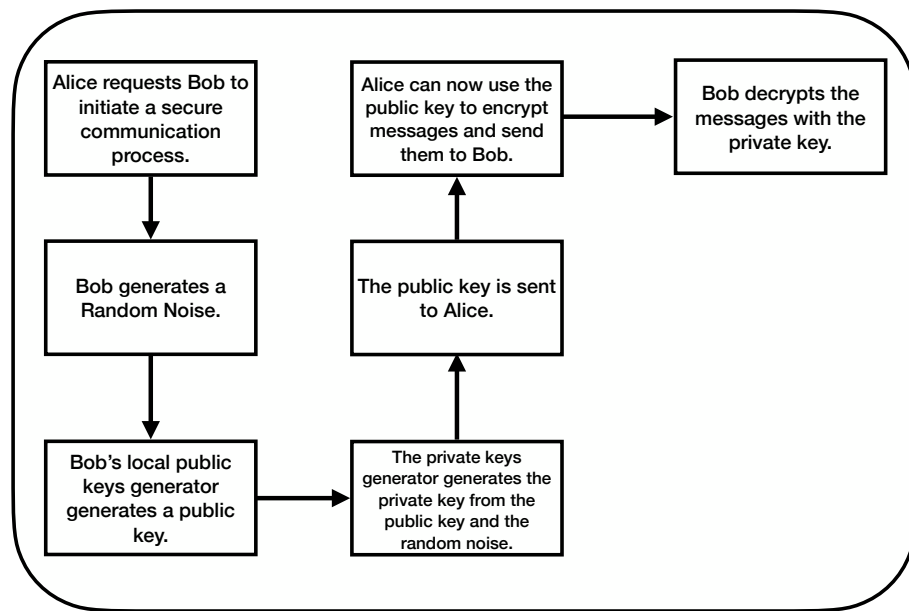 Alice requests Bob to
initiate a secure
communication
process.
Bob generates a
Random Noise.
Bob's local public
keys generator
generates a public
key.
The private keys
generator generates the
private key from the
public key and the
random noise.
The public key is sent
to Alice.
Alice can now use the
public key to encrypt
messages and send
them to Bob.
Bob decrypts the
messages with the
private key.